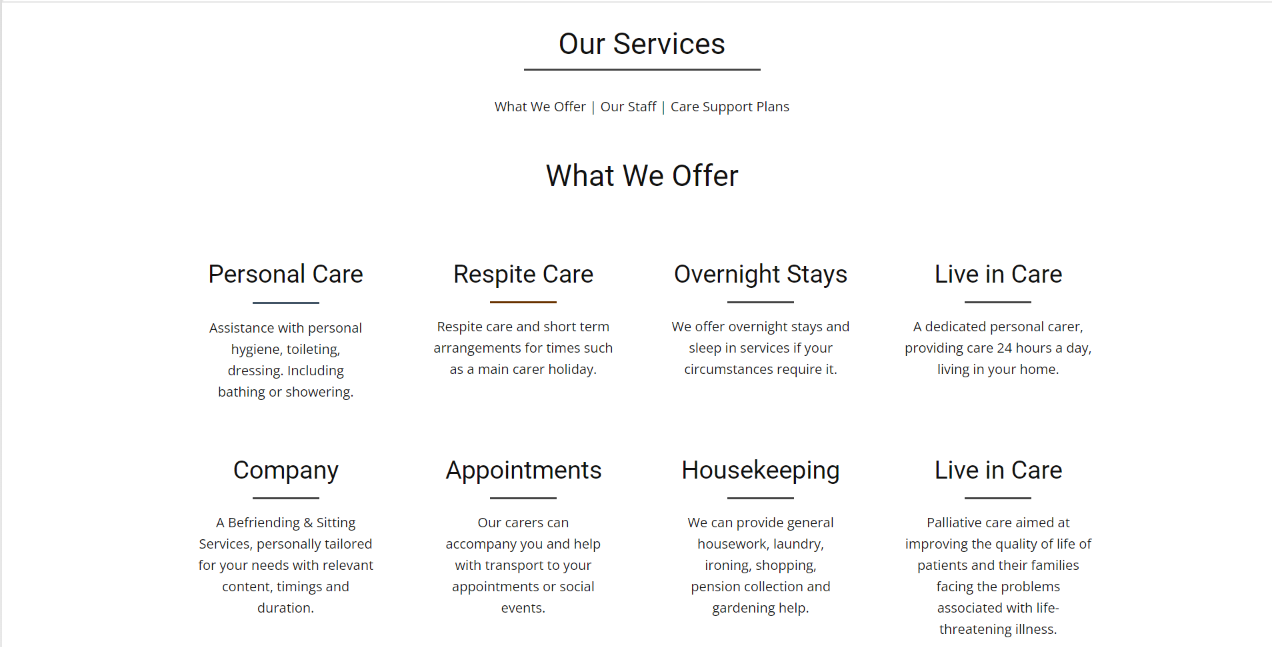 Our Services
What We Offer | Our Staff | Care Support Plans
What We Offer
Personal Care
Assistance with personal
hygiene, toileting,
dressing. Including
bathing or showering.
Respite Care
Respite care and short term
arrangements for times such
as a main carer holiday.
Overnight Stays
We offer overnight stays and
sleep in services if your
circumstances require it.
Live in Care
A dedicated personal carer,
providing care 24 hours a day,
living in your home.
Company
A Befriending & Sitting
Services, personally tailored
for your needs with relevant
content, timings and
duration.
Appointments
Our carers can
accompany you and help
with transport to your
appointments or social
events.
Housekeeping
We can provide general
housework, laundry,
ironing, shopping,
pension collection and
gardening help.
Live in Care
Palliative care aimed at
improving the quality of life of
patients and their families
facing the problems
associated with life-
threatening illness.